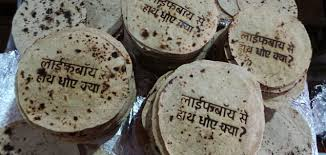 लाईफबॉय से
हाथ धोए क्या?
लाईफबॉय से
हाथ धोए क्या?
लाईफबॉय से
हाथ धोए क्या?